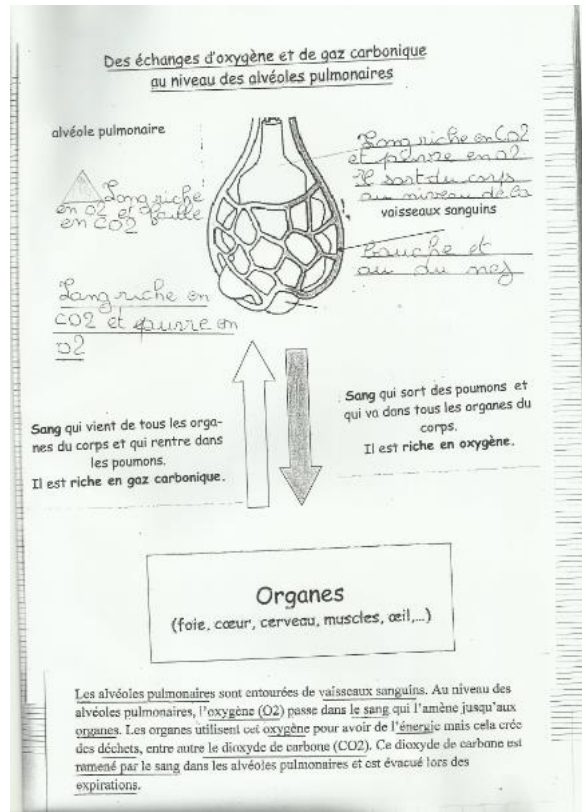 Des échanges d'oxygène et de gaz carbonique
au niveau des alvéoles pulmonaires
alvéole pulmonaire
Sang riche
en O2 et faible
en CO2
Sang riche en CO2
et pauvre en O2
Il sort du corps
au niveau de la
vaisseaux sanguins
bouche et
au du nez
Sang riche en
CO2 et pauvre en
O2
Sang qui vient de tous les orga-
nes du corps et qui rentre dans
les poumons.
Il est riche en gaz carbonique.
Sang qui sort des poumons et
qui va dans tous les organes du
corps.
Il est riche en oxygène.
Organes
(foie, cœur, cerveau, muscles, œil,...)
Les alvéoles pulmonaires sont entourées de vaisseaux sanguins. Au niveau des
alvéoles pulmonaires, l'oxygène (O2) passe dans le sang qui l'amène jusqu'aux
organes. Les organes utilisent cet oxygène pour avoir de l'énergie mais cela crée
des déchets, entre autre le dioxyde de carbone (CO2). Ce dioxyde de carbone est
ramené par le sang dans les alvéoles pulmonaires et est évacué lors des
expirations.